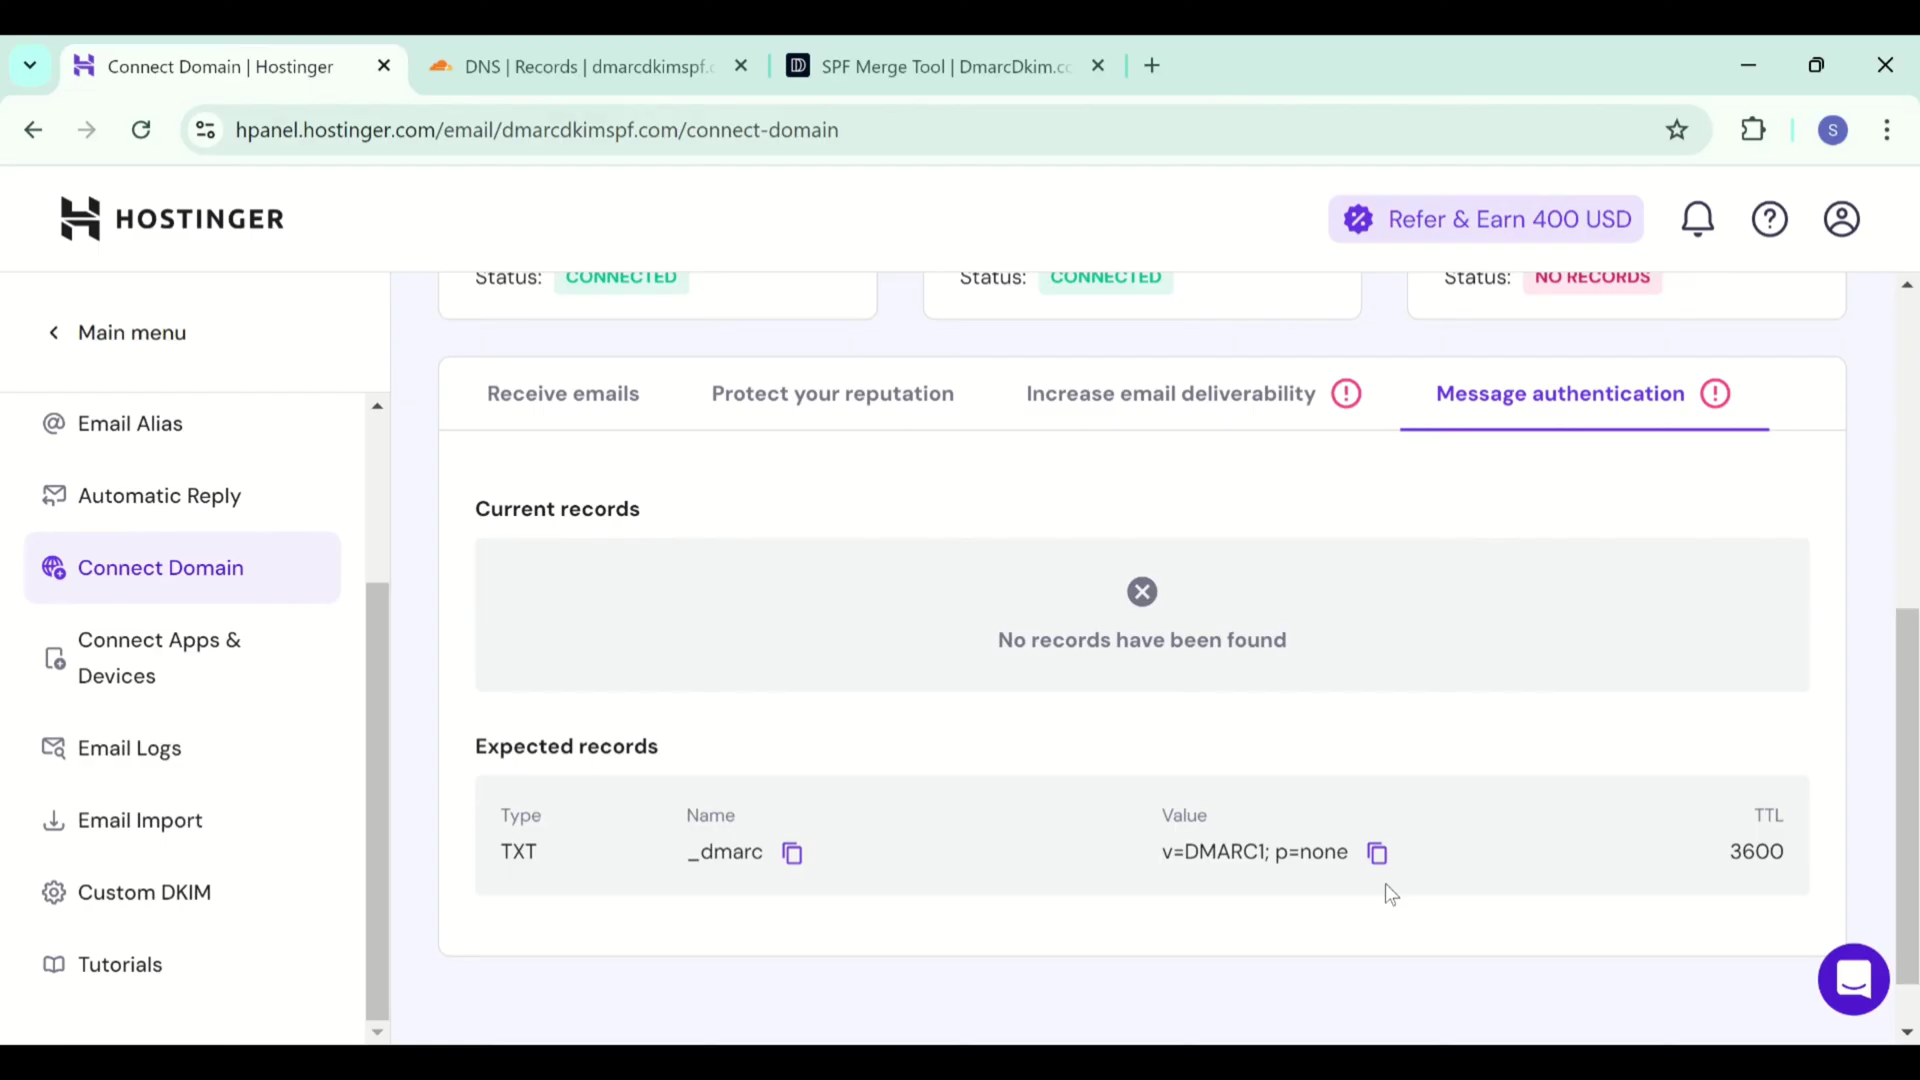 Connect Domain | Hostinger
DNS | Records | dmarcdkimspf.c
SPF Merge Tool | DmarcDkim.cc
hpanel.hostinger.com/email/dmarcdkimspf.com/connect-domain
S
HOSTINGER
Refer & Earn 400 USD
Main menu
Email Alias
Automatic Reply
Connect Domain
Connect Apps &
Devices
Email Logs
Email Import
Custom DKIM
Tutorials
Status: CONNECTED
Status: CONNECTED
Status: NO RECORDS
Receive emails
Protect your reputation
Increase email deliverability
Message authentication
Current records
No records have been found
Expected records
Type Name Value TTL
TXT _dmarc v=DMARC1; p=none 3600